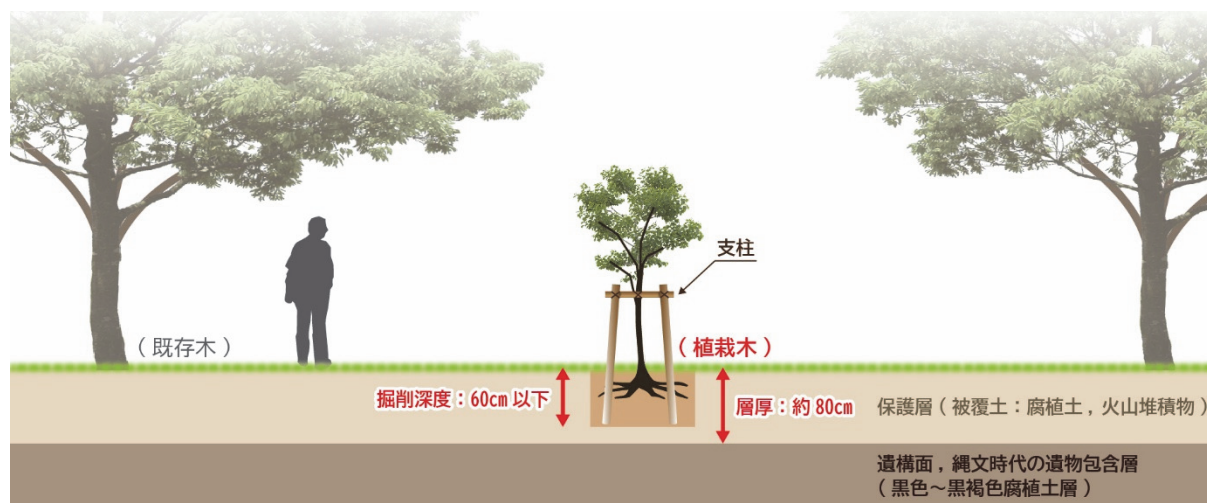 支柱
（既存木）
（植栽木）
掘削深度：60cm 以下
層厚：約 80cm
保護層（被覆土：腐植土，火山堆積物）
遺構面，縄文時代の遺物包含層
（黒色～黒褐色腐植土層）